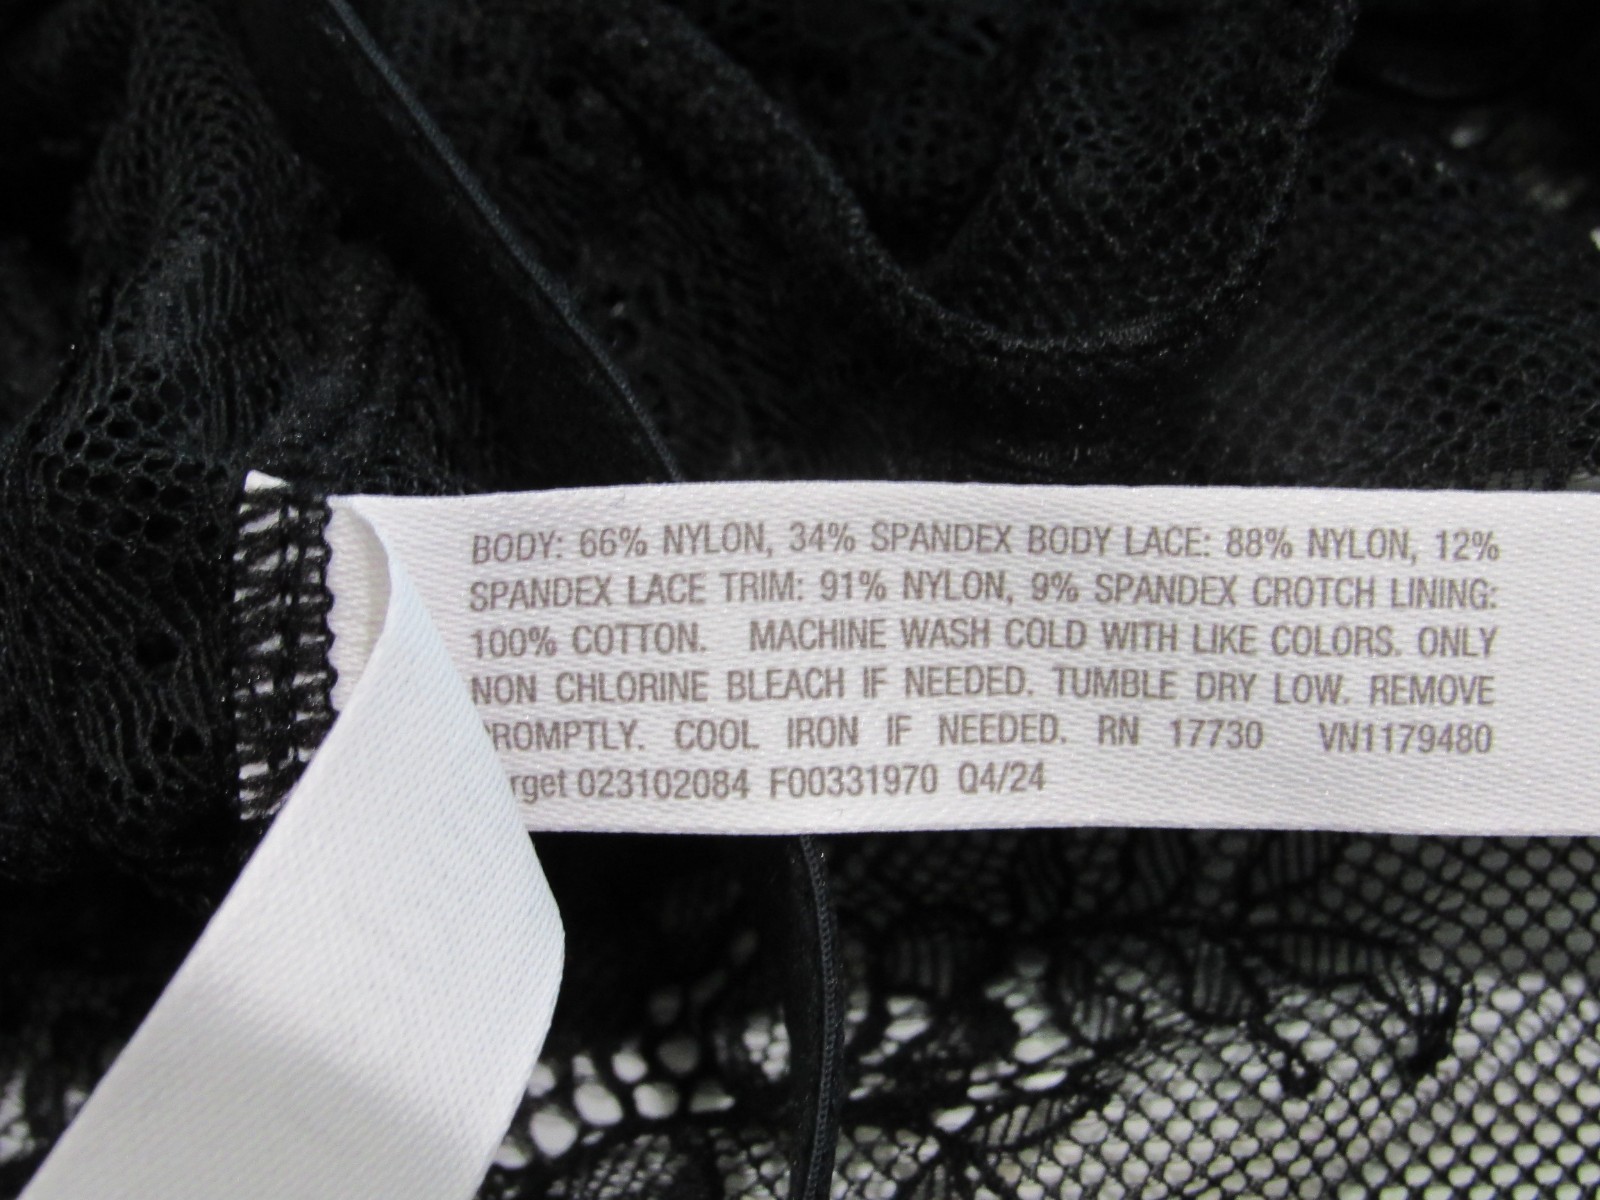 BODY: 66% NYLON, 34% SPANDEX BODY LACE: 88% NYLON, 12%
SPANDEX LACE TRIM: 91% NYLON, 9% SPANDEX CROTCH LINING:
100% COTTON. MACHINE WASH COLD WITH LIKE COLORS. ONLY
NON CHLORINE BLEACH IF NEEDED. TUMBLE DRY LOW. REMOVE
ROMPTLY. COOL IRON IF NEEDED. RN 17730 VN1179480
rget 023102084 F00331970 Q4/24